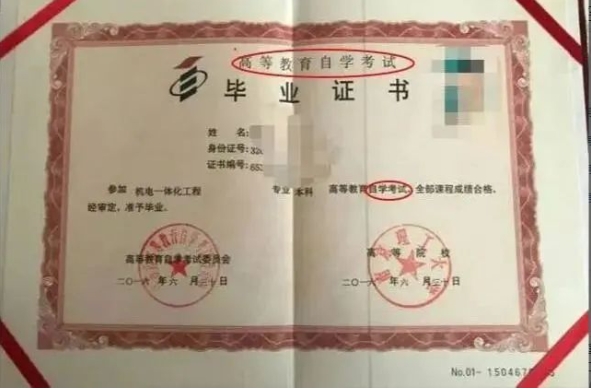 高等教育自学考试
毕业证书
姓名:
身份证号:320
证书编号:652
参加 机电一体化工程 专业 本科 高等教育自学考试,全部课程成绩合格,
经审定,准予毕业。
高等教育自学考试委员会 高等院校
二〇一六年六月三十日 二〇一六年六月三十日
No.01- 1504675